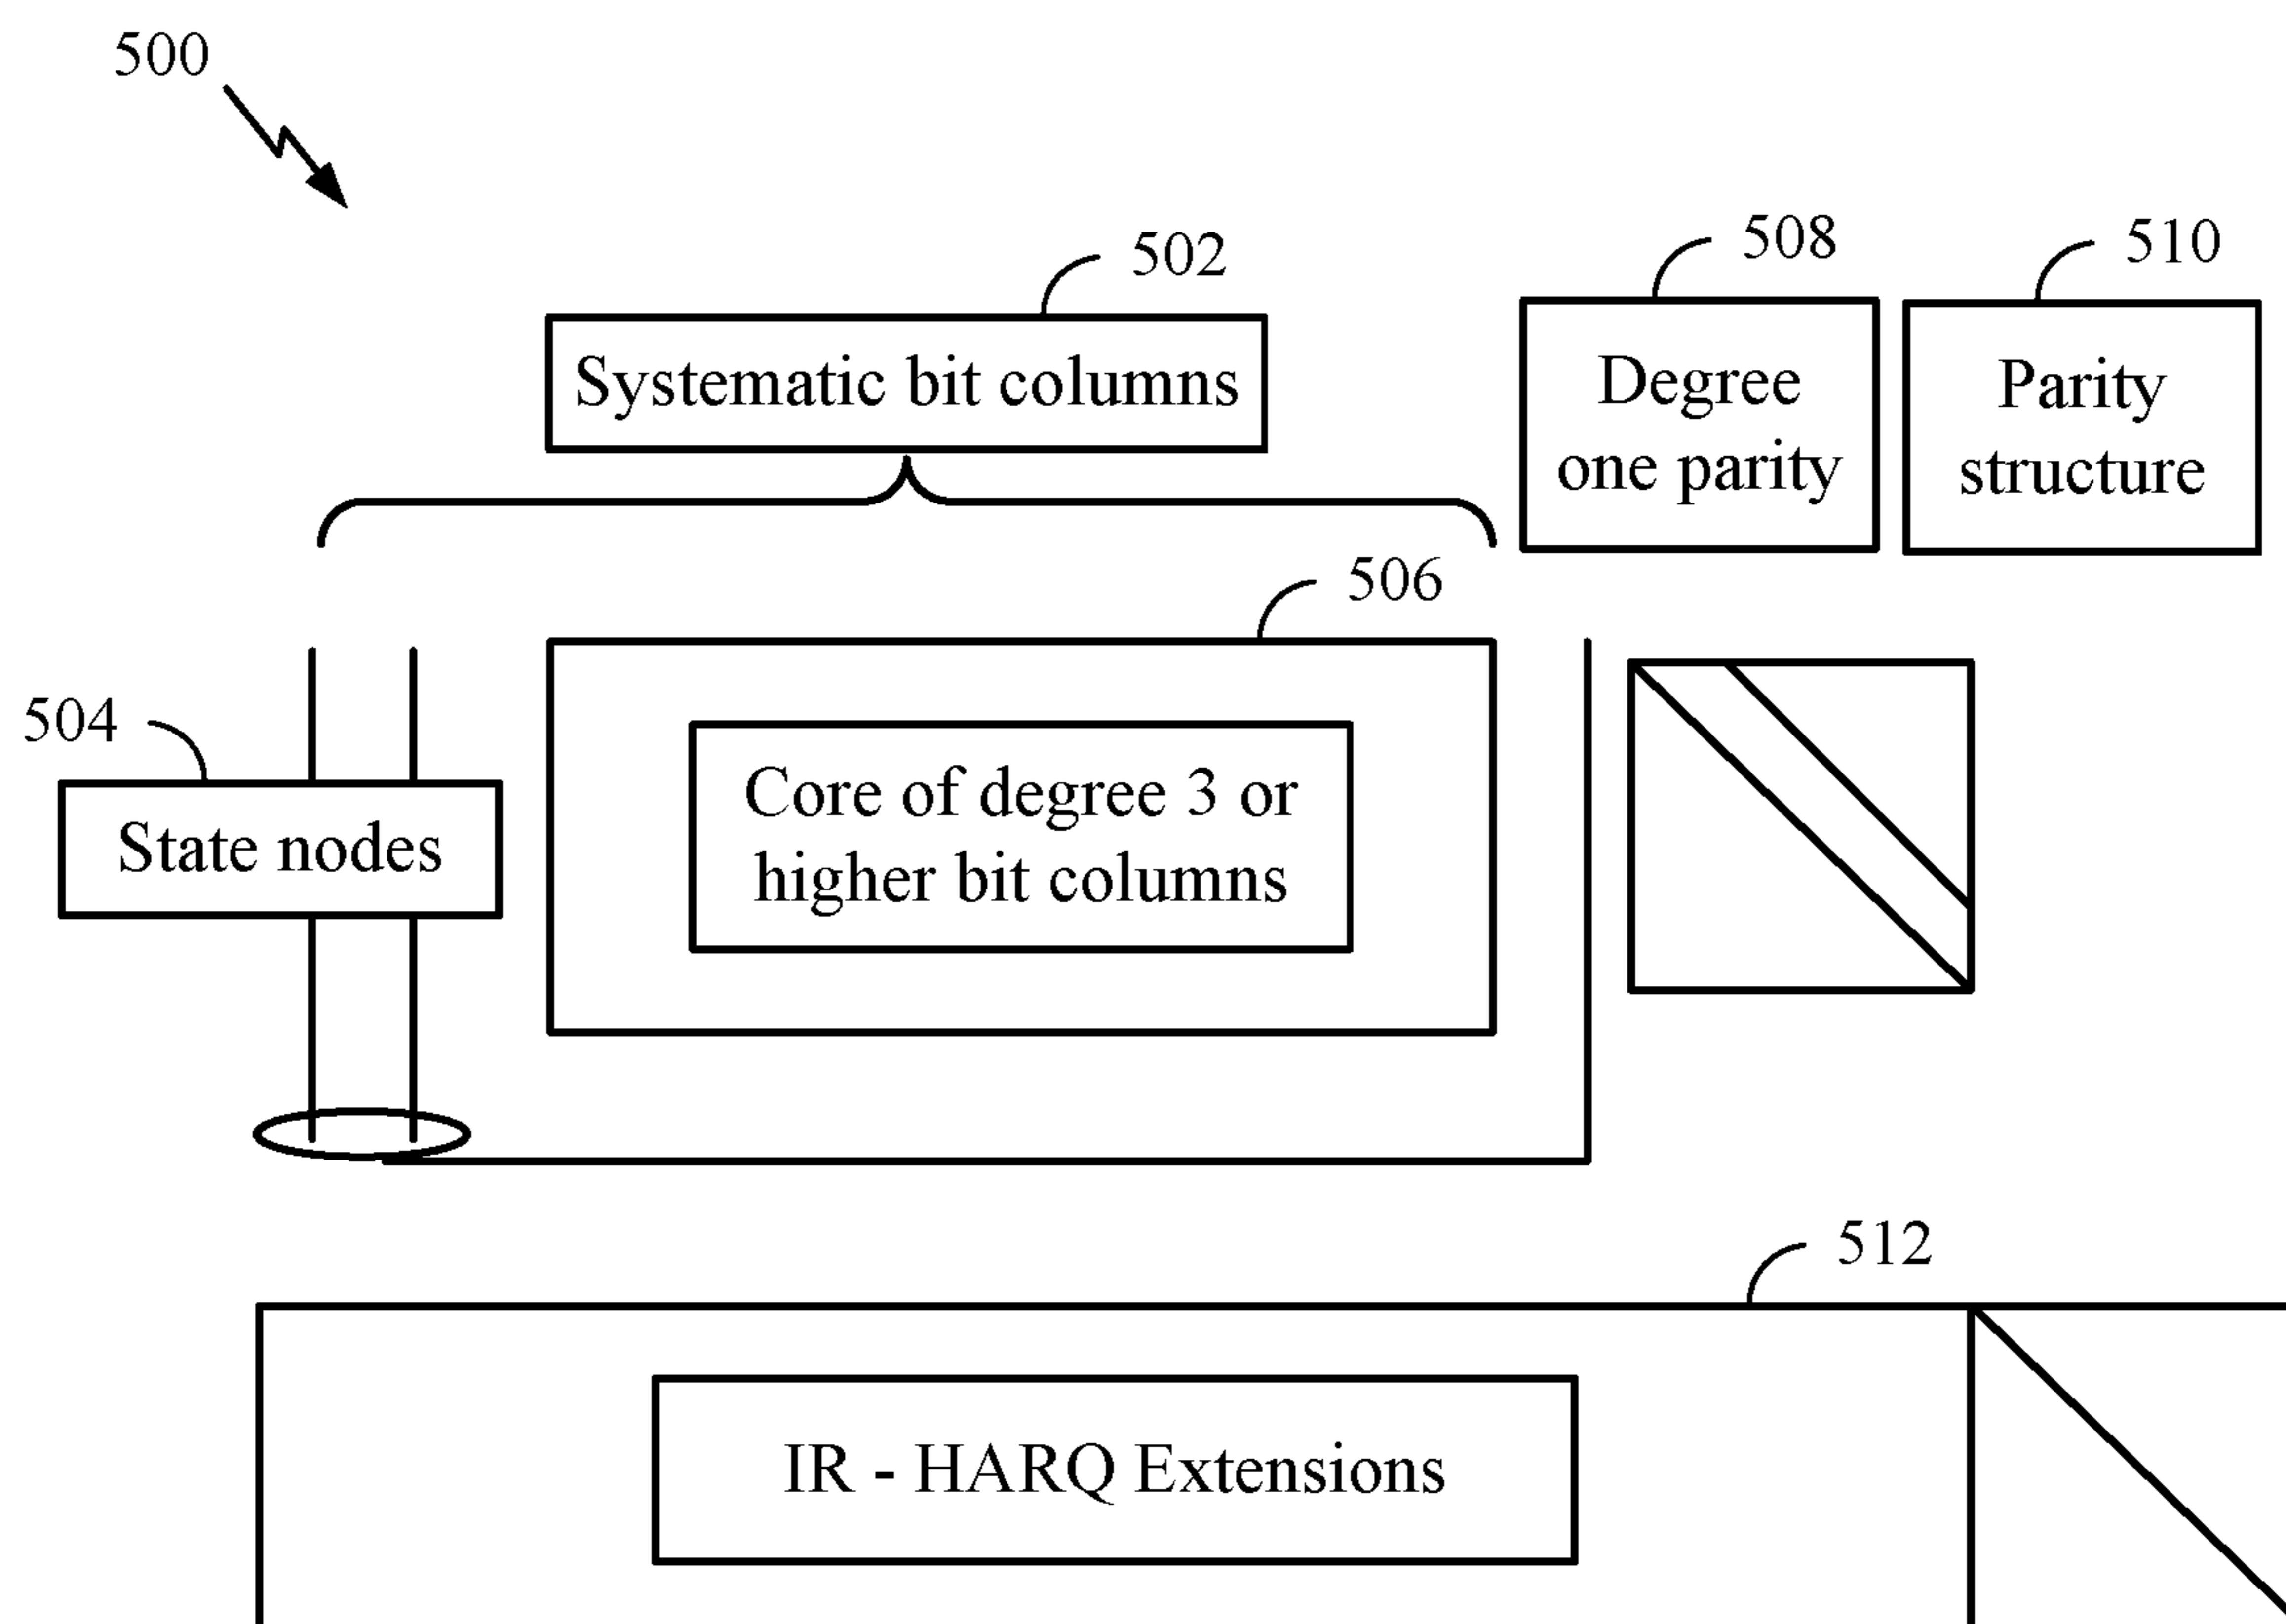 500
502
508
510
Systematic bit columns
Degree
one parity
Parity
structure
506
504
State nodes
Core of degree 3 or
higher bit columns
512
IR - HARQ Extensions